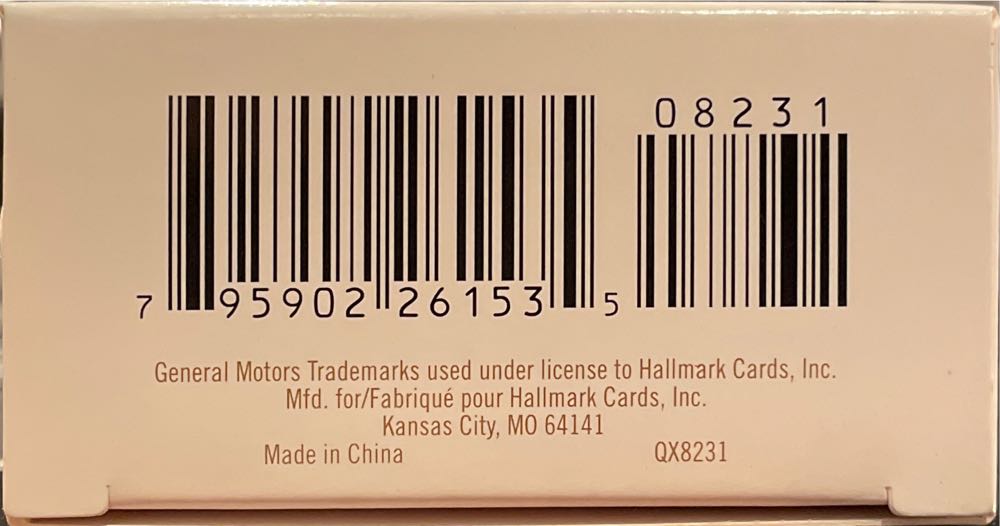 08231
7 95902 26153 5
General Motors Trademarks used under license to Hallmark Cards, Inc.
Mfd. for/Fabriqué pour Hallmark Cards, Inc.
Kansas City, MO 64141
Made in China QX8231